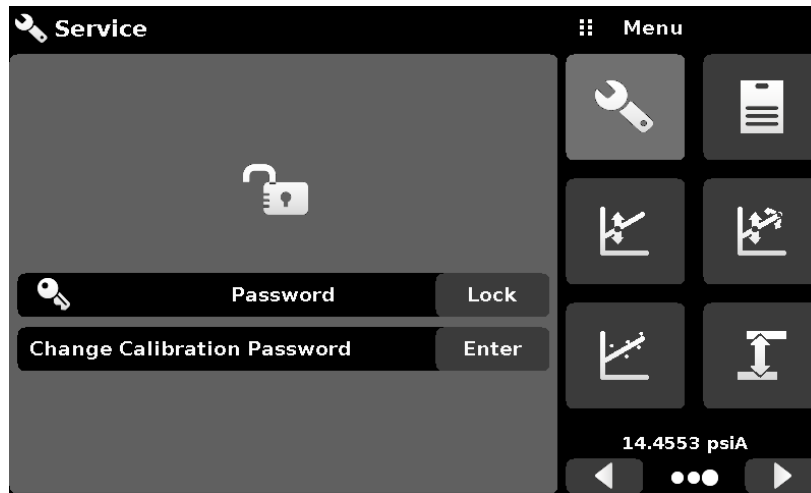 Service
Menu
Password
Lock
Change Calibration Password
Enter
14.4553 psiA